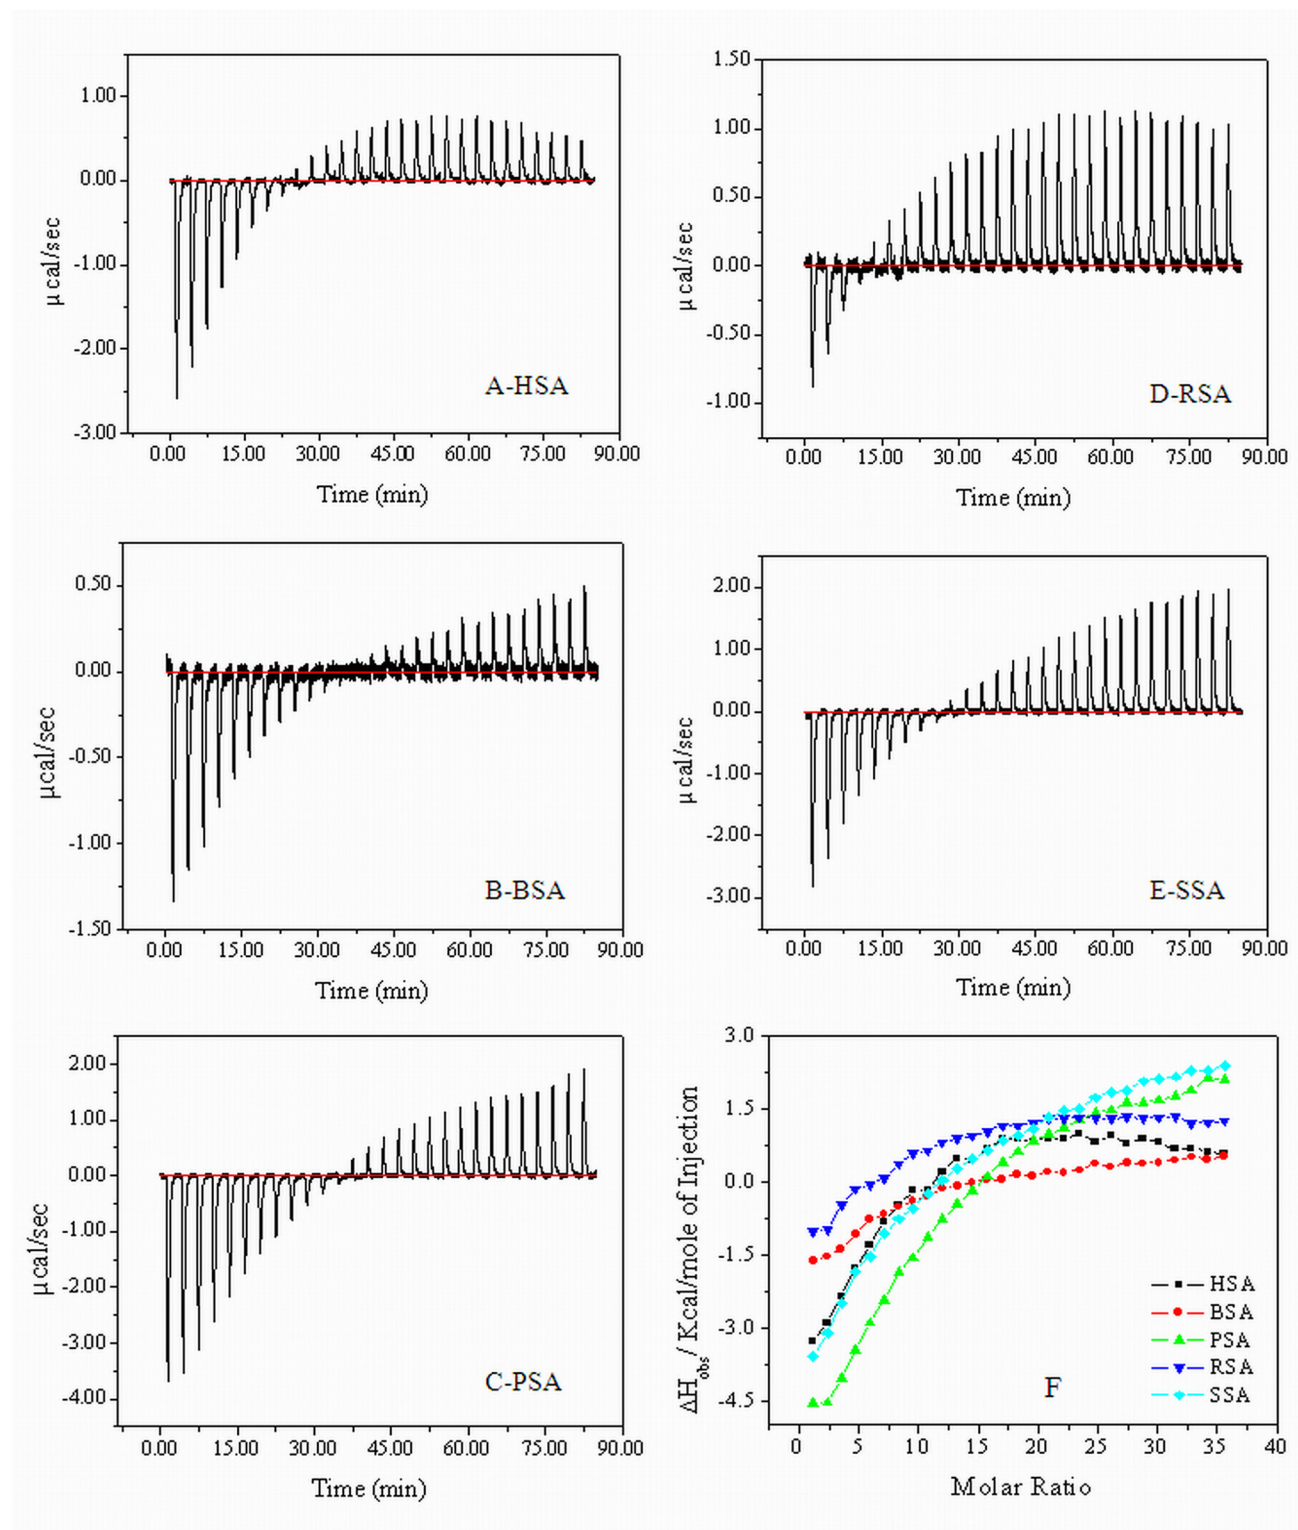 1.00
0.00
-1.00
-2.00
-3.00
μcal/sec
A-HSA
0.00 15.00 30.00 45.00 60.00 75.00 90.00
Time (min)
1.50
1.00
0.50
0.00
-0.50
-1.00
μcal/sec
D-RSA
0.00 15.00 30.00 45.00 60.00 75.00 90.00
Time (min)
0.50
0.00
-0.50
-1.00
-1.50
μcal/sec
B-BSA
0.00 15.00 30.00 45.00 60.00 75.00 90.00
Time (min)
2.00
1.00
0.00
-1.00
-2.00
-3.00
μcal/sec
E-SSA
0.00 15.00 30.00 45.00 60.00 75.00 90.00
Time (min)
2.00
1.00
0.00
-1.00
-2.00
-3.00
-4.00
μcal/sec
C-PSA
0.00 15.00 30.00 45.00 60.00 75.00 90.00
Time (min)
3.0
1.5
0.0
-1.5
-3.0
-4.5
ΔHobs/ Kcal/mole of Injection
HSA
BSA
PSA
RSA
SSA
F
0 5 10 15 20 25 30 35 40
Molar Ratio